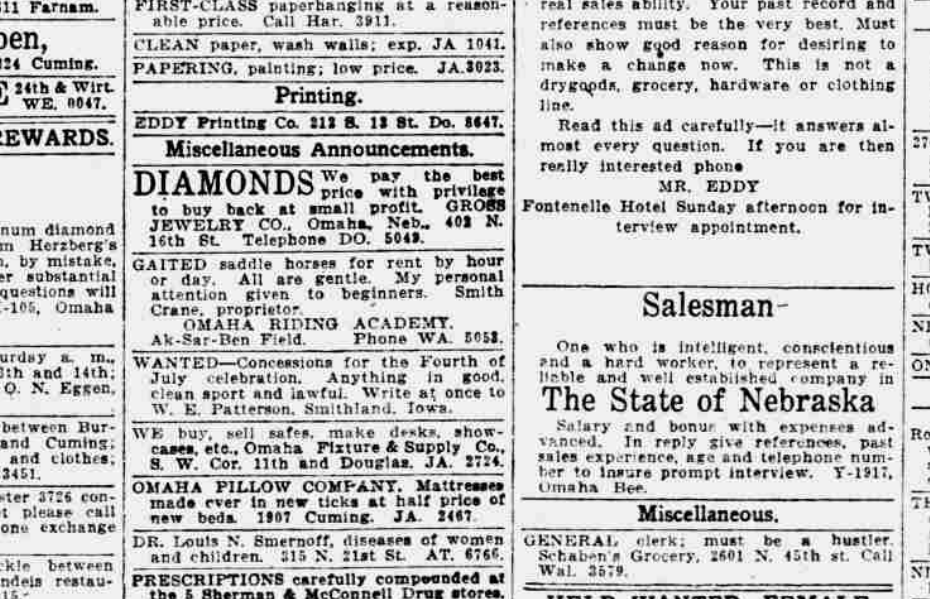 811 Farnam.
pen,
24 Cuming.
E 24th & Wirt.
WE. 0047.
REWARDS.
num diamond
m Herzberg's
, by mistake,
er substantial
questions will
-105, Omaha
urday a. m.,
3th and 14th;
O. N. Eggen,
between Bur-
and Cuming;
and clothes;
3451.
ster 3726 con-
t please call
one exchange
ckle between
ndeis restau-
FIRST-CLASS paperhanging at a reason-
able price. Call Har. 3911.
CLEAN paper, wash walls; exp. JA 1041.
PAPERING, painting; low price. JA.3023.
Printing.
EDDY Printing Co. 212 S. 13 St. Do. 8647.
Miscellaneous Announcements.
DIAMONDS We pay the best
price with privilege
to buy back at small profit. GROSS
JEWELRY CO., Omaha, Neb., 402 N.
16th St. Telephone DO. 5049.
GAITED saddle horses for rent by hour
or day. All are gentle. My personal
attention given to beginners. Smith
Crane, proprietor.
OMAHA RIDING ACADEMY.
Ak-Sar-Ben Field. Phone WA. 5053.
WANTED—Concessions for the Fourth of
July celebration. Anything in good,
clean sport and lawful. Write at once to
W. E. Patterson, Smithland, Iowa.
WE buy, sell safes, make desks, show-
cases, etc., Omaha Fixture & Supply Co.,
S. W. Cor. 11th and Douglas. JA. 2724.
OMAHA PILLOW COMPANY. Mattresses
made over in new ticks at half price of
new beds. 1907 Cuming. JA. 2467.
DR. Louis N. Smernoff, diseases of women
and children. 315 N. 21st St. AT. 6766.
PRESCRIPTIONS carefully compounded at
the 5 Sherman & McConnell Drug stores.
real sales ability. Your past record and
references must be the very best. Must
also show good reason for desiring to
make a change now. This is not a
drygoods, grocery, hardware or clothing
line.
Read this ad carefully—it answers al-
most every question. If you are then
really interested phone
MR. EDDY
Fontenelle Hotel Sunday afternoon for in-
terview appointment.
Salesman-
One who is intelligent, conscientious
and a hard worker, to represent a re-
liable and well established company in
The State of Nebraska
Salary and bonus with expenses ad-
vanced. In reply give references, past
sales experience, age and telephone num-
ber to insure prompt interview. Y-1917,
Omaha Bee.
Miscellaneous.
GENERAL clerk; must be a hustler.
Schaben's Grocery, 2601 N. 45th st. Call
Wal. 3579.
HELP WANTED FEMALE
27
TV
TV
HO
NI
ON
Ro
TH
NI